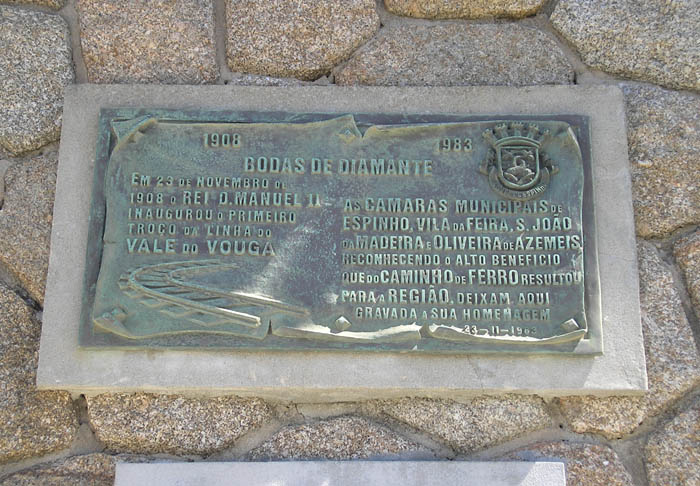 1908
1983
BODAS DE DIAMANTE
EM 23 DE NOVEMBRO DE
1908 O REI D. MANUEL II
INAUGUROU O PRIMEIRO
TROÇO DA LINHA DO
VALE DO VOUGA
AS CAMARAS MUNICIPAIS DE
ESPINHO, VILA DA FEIRA, S. JOÃO
DA MADEIRA E OLIVEIRA DE AZEMEIS,
RECONHECENDO O ALTO BENEFICIO
QUE DO CAMINHO DE FERRO RESULTOU
PARA A REGIÃO, DEIXAM AQUI
GRAVADA A SUA HOMENAGEM
23-11-1983